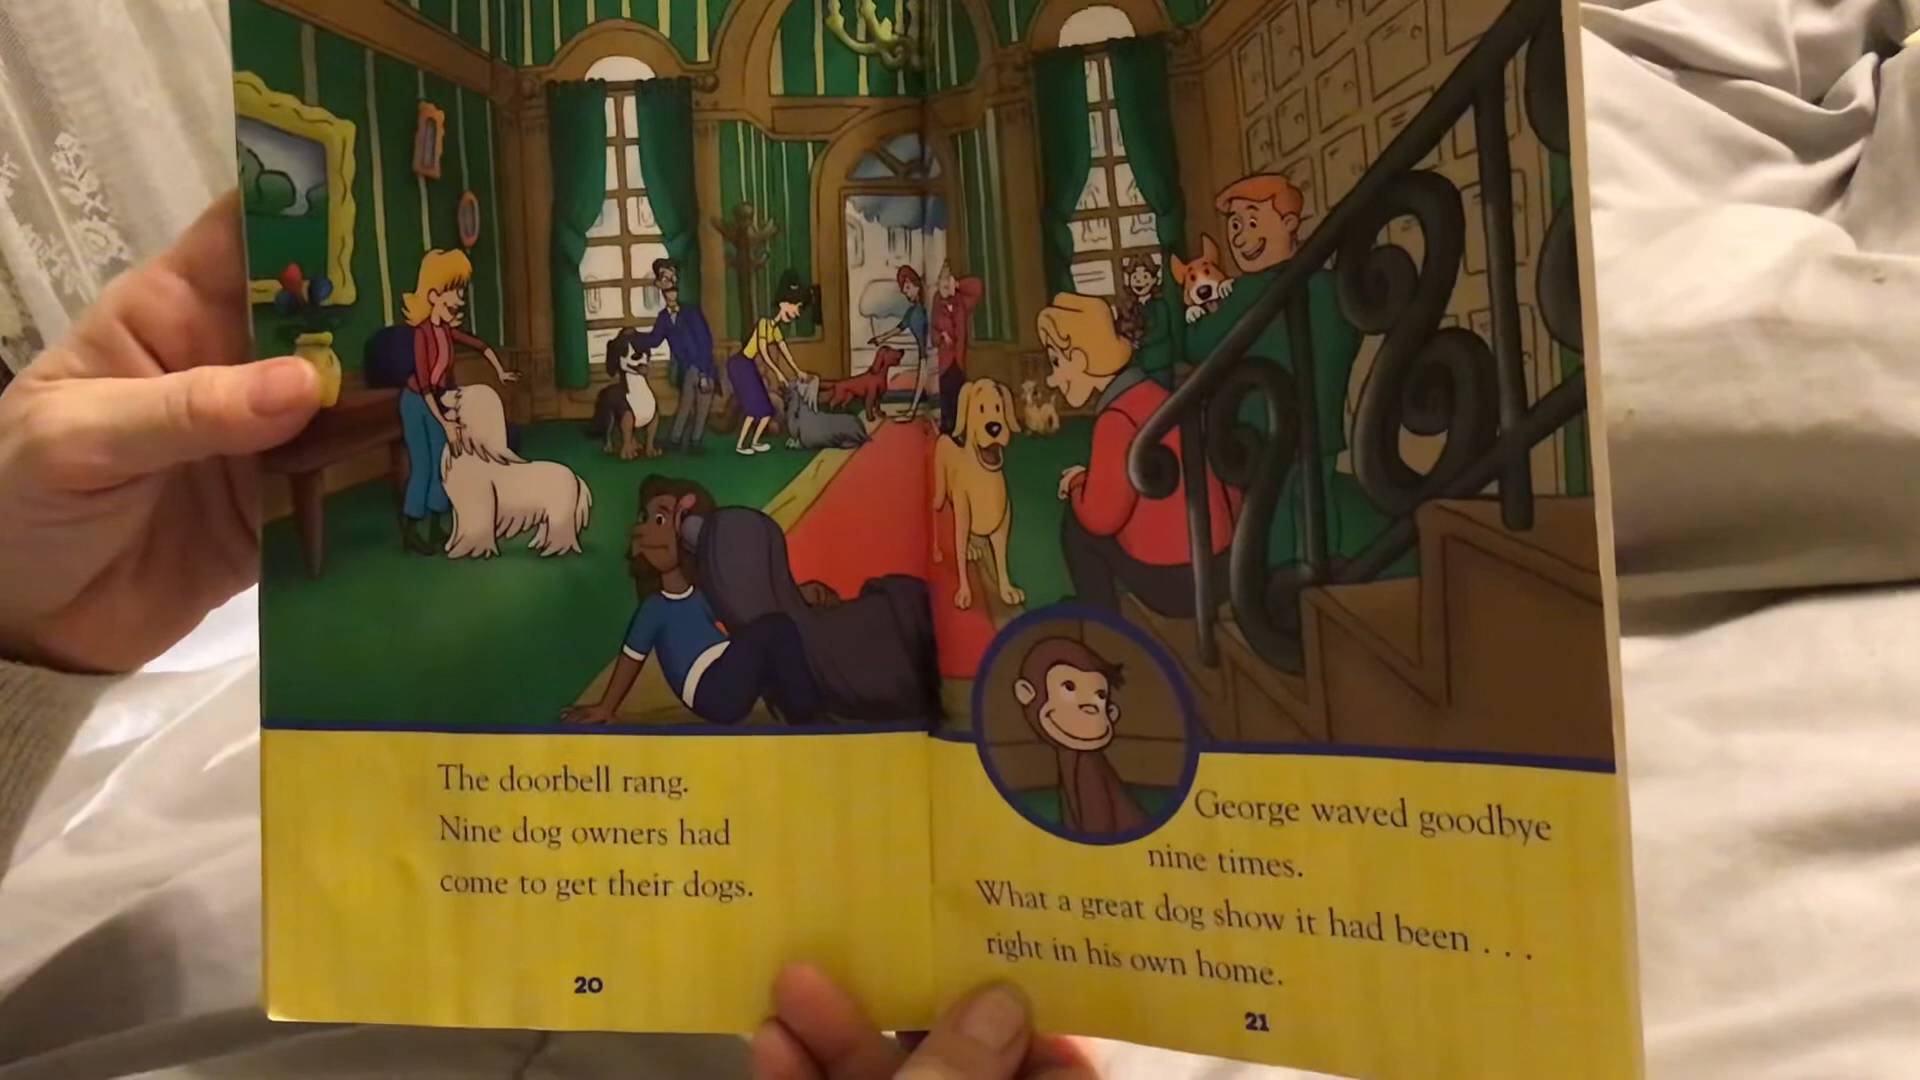 The doorbell rang.
Nine dog owners had
come to get their dogs.
20
George waved goodbye
nine times.
What a great dog show it had been . . .
right in his own home.
21